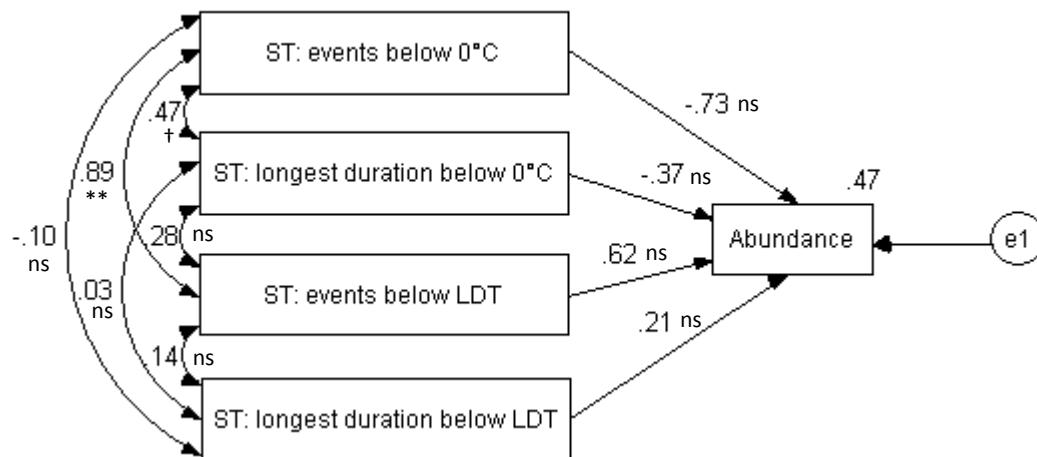 ST: events below 0°C
-.73 ns
.47
†
ST: longest duration below 0°C
.47
.89
**
-.37 ns
Abundance
e1
-.10
ns
.28 ns
.62 ns
.03
ns
ST: events below LDT
.21 ns
.14 ns
ST: longest duration below LDT